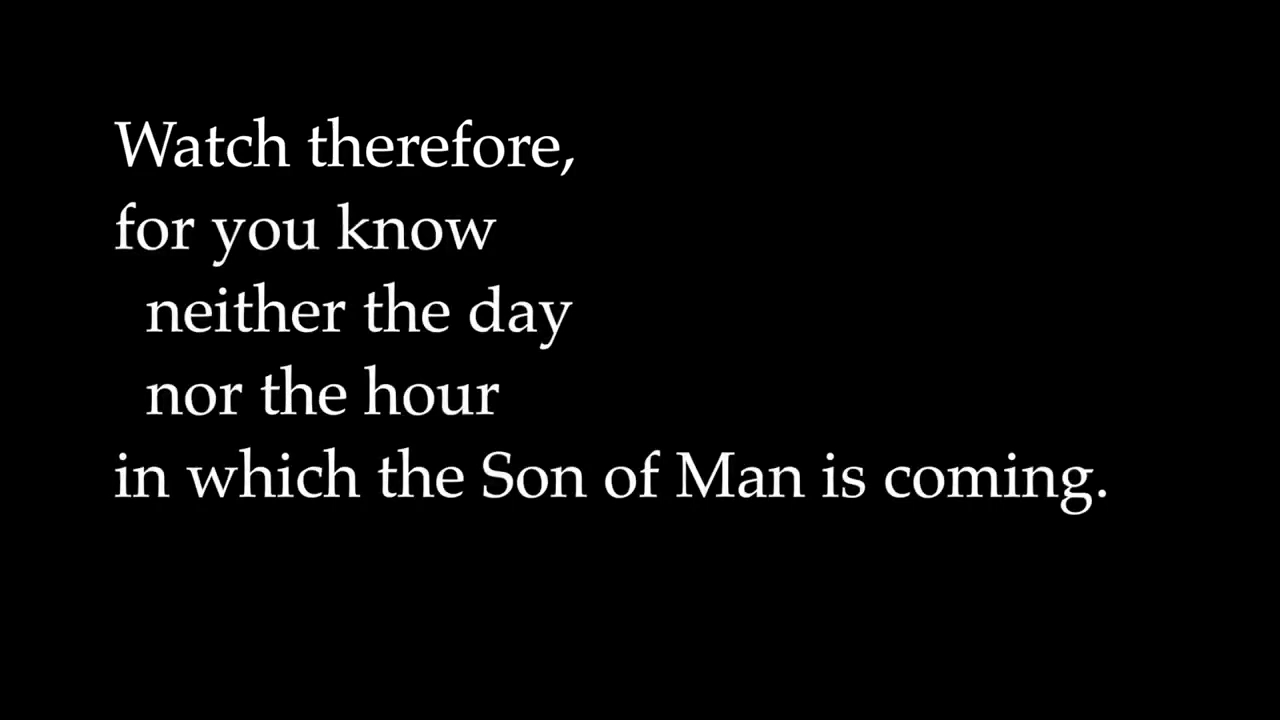 Watch therefore,
for you know
neither the day
nor the hour
in which the Son of Man is coming.